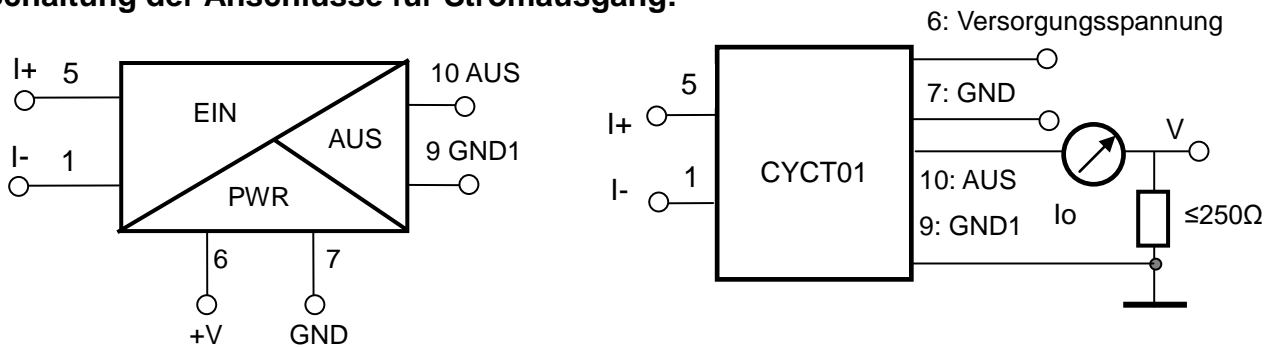 Schaltung der Anschlüsse für Stromausgang:
I+ 5
I- 1
EIN
AUS
PWR
10 AUS
9 GND1
6
7
+V
GND
6: Versorgungsspannung
7: GND
5
I+
I-
1
CYCT01
V
10: AUS
Io
≤250Ω
9: GND1